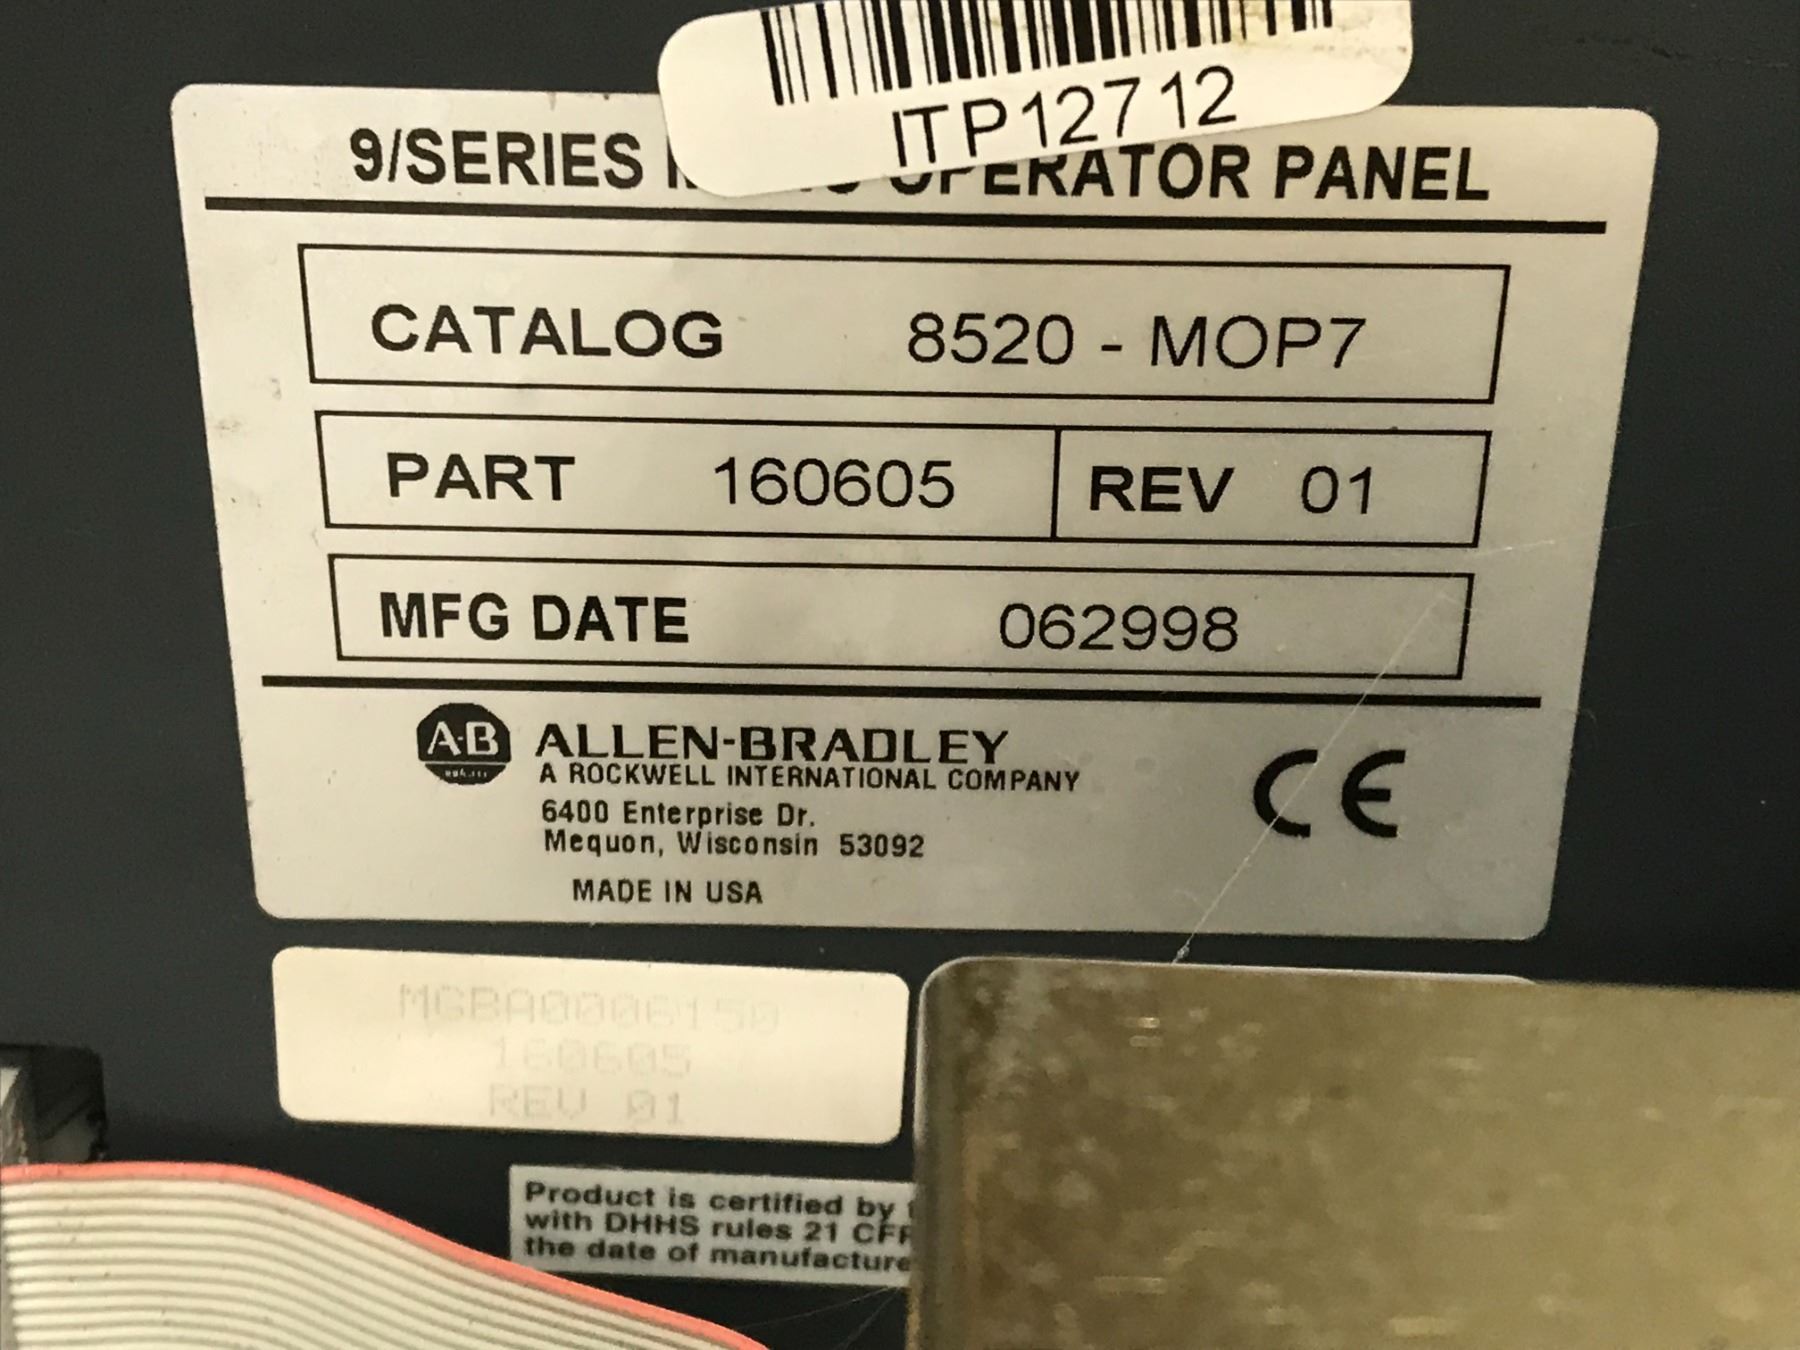 ITP12712
9/SERIES OPERATOR PANEL
CATALOG 8520 - MOP7
PART 160605 REV 01
MFG DATE 062998
A-B ALLEN-BRADLEY
A ROCKWELL INTERNATIONAL COMPANY
6400 Enterprise Dr.
Mequon, Wisconsin 53092
CE
MADE IN USA
MGBA0006150
160605
REV 01
Product is certified by
with DHHS rules 21 CFR
the date of manufacture